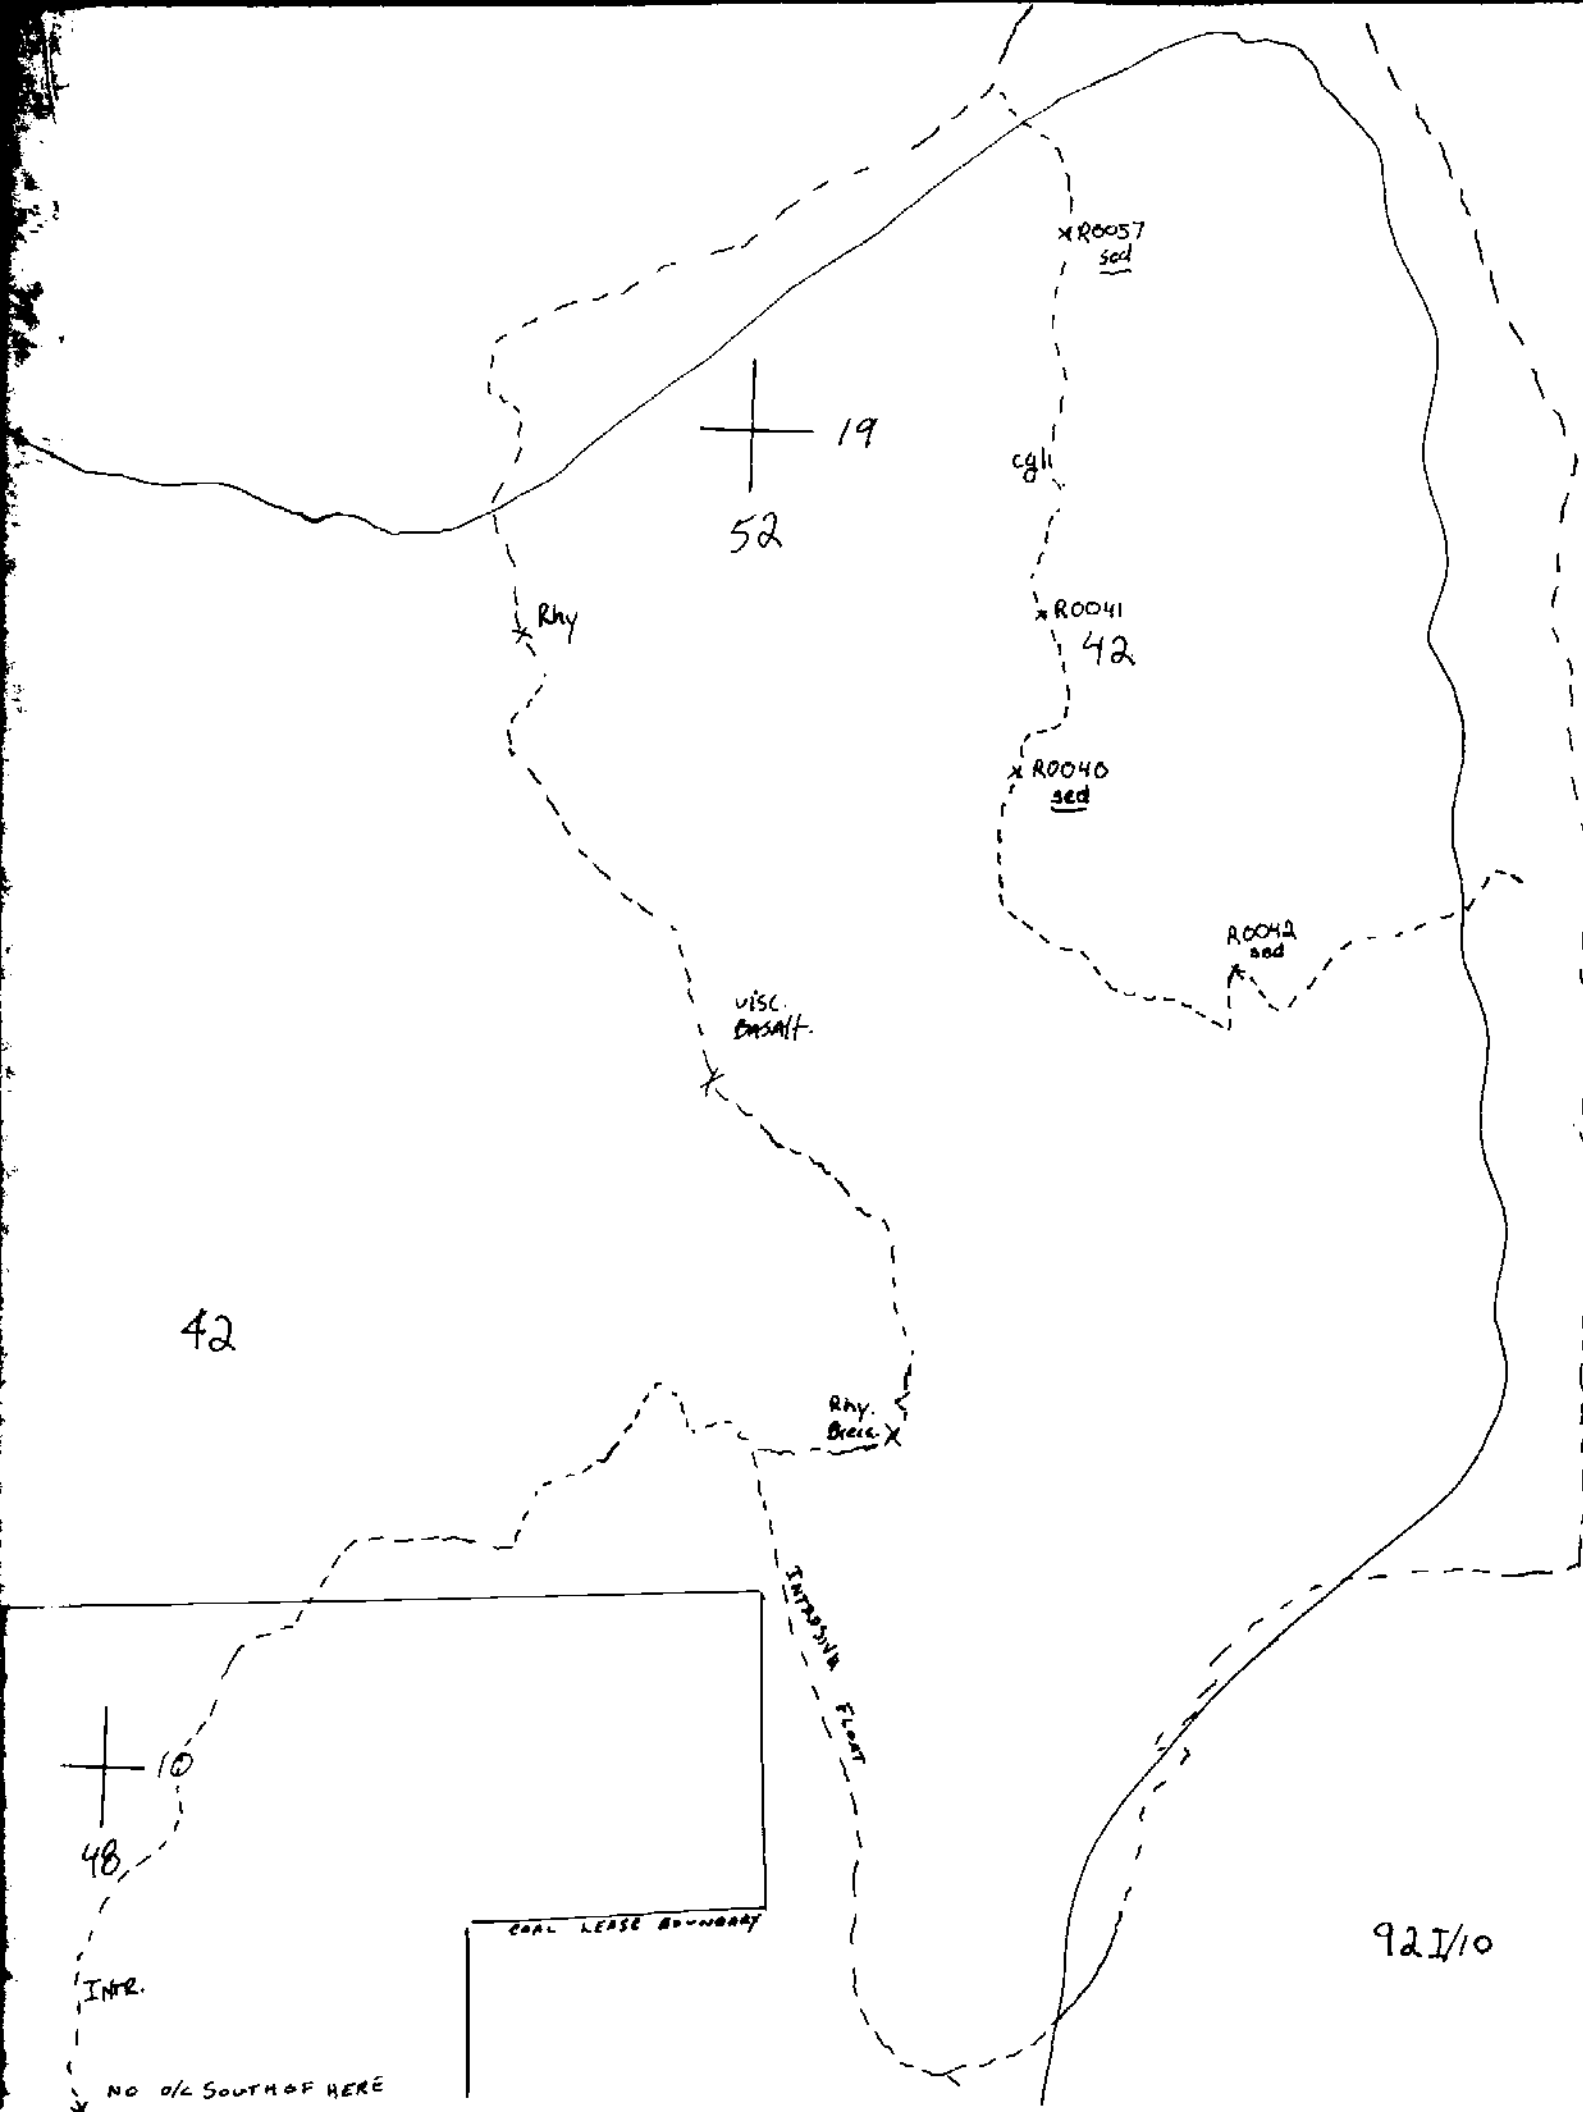 R0057
sed
19
52
cgl
Rhy
R0041
42
R0040
sed
R0042
sed
visc.
BASAlt.
42
Rhy.
Brecc.
INTRUSIVE FLOAT
10
48
COAL LEASE BOUNDARY
92I/10
INTR.
NO O/C SOUTH OF HERE